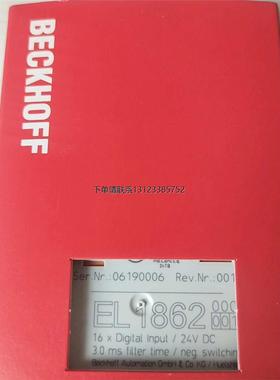 BECKHOFF
下单请联系13123385752
Ser.Nr.:06190006 Rev.Nr.:001
EL1862
001
16 x Digital Input / 24V DC
3.0 ms filter time / neg. switchin
Beckhoff Automation GmbH & Co KG /